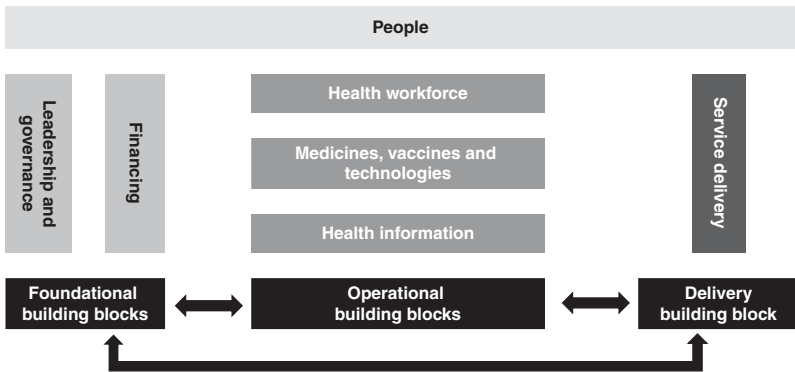 People
Leadership and
governance
Financing
Health workforce
Medicines, vaccines and
technologies
Health information
Service delivery
Foundational
building blocks
Operational
building blocks
Delivery
building block